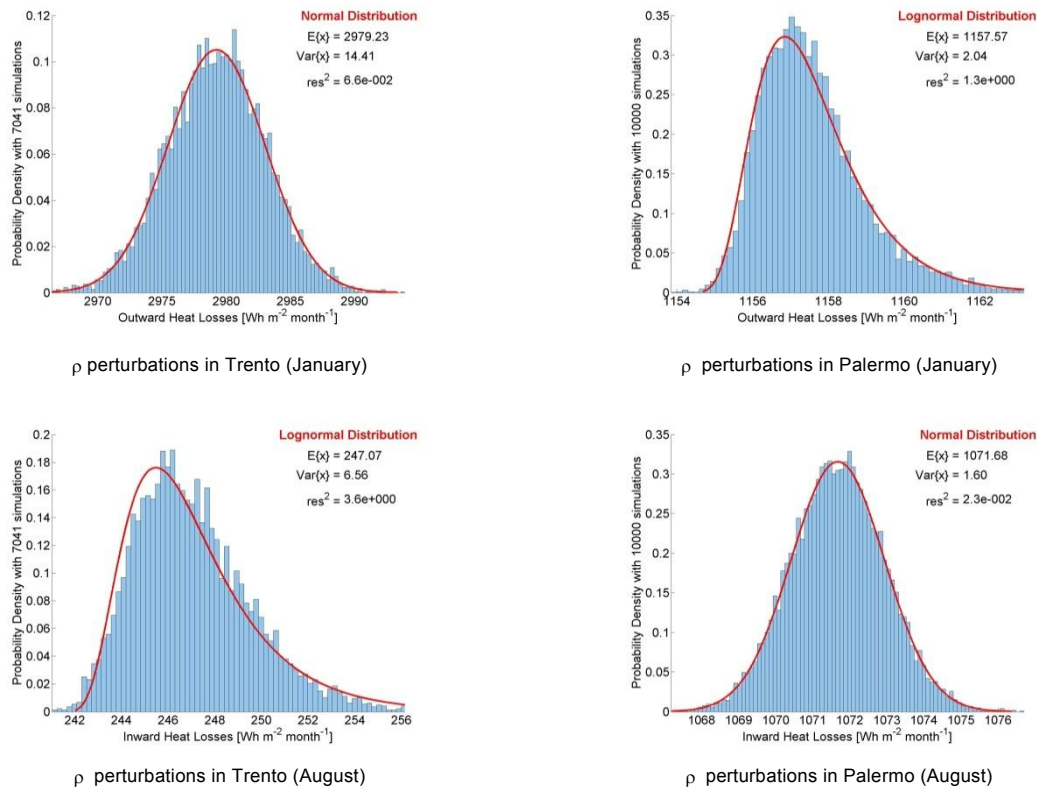 Normal Distribution
E{x} = 2979.23
Var{x} = 14.41
res² = 6.6e-002
0.12
0.1
0.08
0.06
0.04
0.02
0
Probability Density with 7041 simulations
2970 2975 2980 2985 2990
Outward Heat Losses [Wh m⁻² month⁻¹]
ρ perturbations in Trento (January)
Lognormal Distribution
E{x} = 1157.57
Var{x} = 2.04
res² = 1.3e+000
0.35
0.3
0.25
0.2
0.15
0.1
0.05
0
Probability Density with 10000 simulations
1154 1156 1158 1160 1162
Outward Heat Losses [Wh m⁻² month⁻¹]
ρ perturbations in Palermo (January)
Lognormal Distribution
E{x} = 247.07
Var{x} = 6.56
res² = 3.6e+000
0.2
0.18
0.16
0.14
0.12
0.1
0.08
0.06
0.04
0.02
0
Probability Density with 7041 simulations
242 244 246 248 250 252 254 256
Inward Heat Losses [Wh m⁻² month⁻¹]
ρ perturbations in Trento (August)
Normal Distribution
E{x} = 1071.68
Var{x} = 1.60
res² = 2.3e-002
0.35
0.3
0.25
0.2
0.15
0.1
0.05
0
Probability Density with 10000 simulations
1068 1069 1070 1071 1072 1073 1074 1075 1076
Inward Heat Losses [Wh m⁻² month⁻¹]
ρ perturbations in Palermo (August)